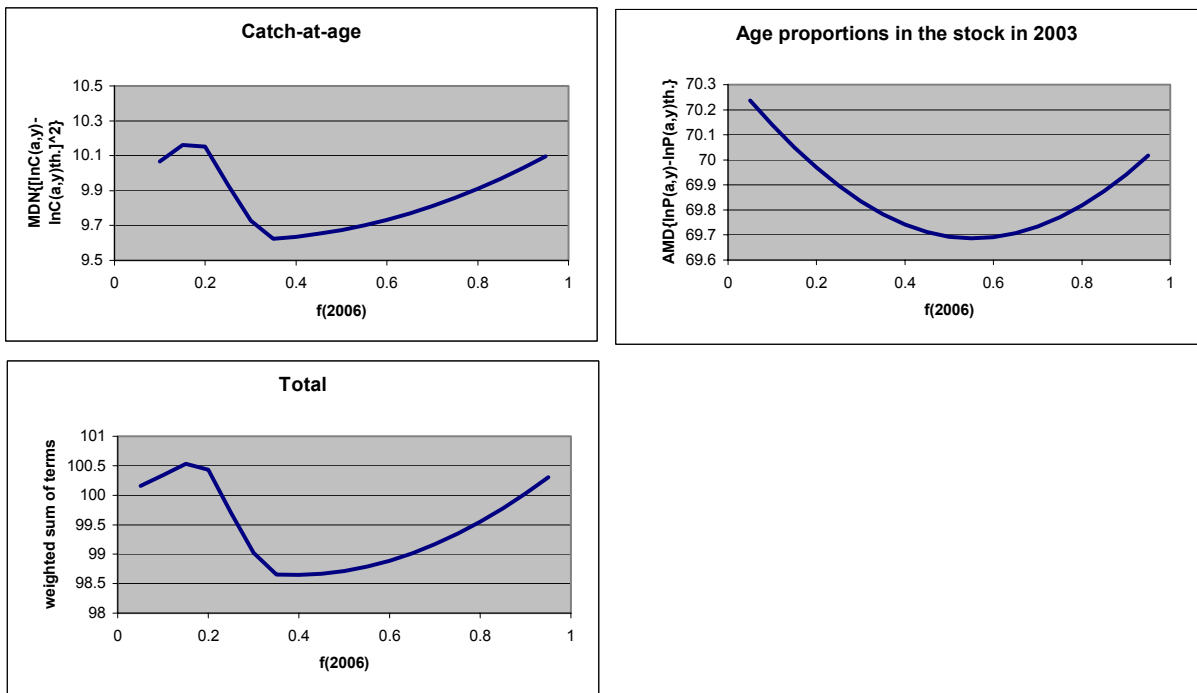 Catch-at-age
MDN{[lnC(a,y)-
lnC(a,y)th.]^2}
10.5
10.3
10.1
9.9
9.7
9.5
0 0.2 0.4 0.6 0.8 1
f(2006)
Age proportions in the stock in 2003
AMD{lnP(a,y)-lnP(a,y)th.}
70.3
70.2
70.1
70
69.9
69.8
69.7
69.6
0 0.2 0.4 0.6 0.8 1
f(2006)
Total
weighted sum of terms
101
100.5
100
99.5
99
98.5
98
0 0.2 0.4 0.6 0.8 1
f(2006)